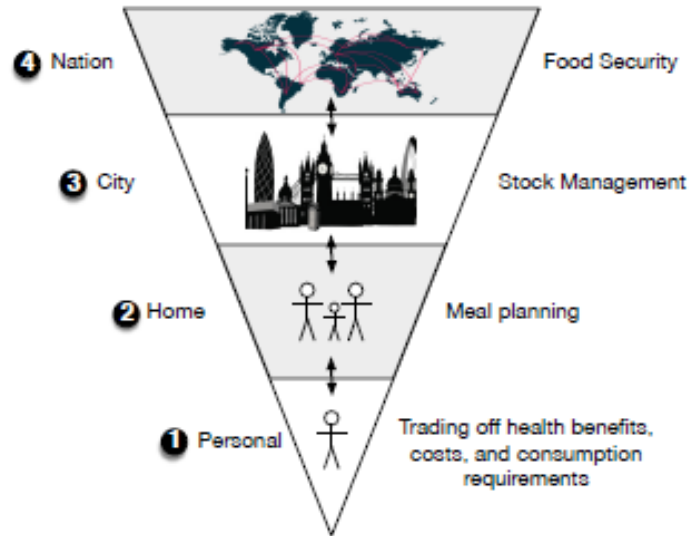 4 Nation
Food Security
3 City
Stock Management
2 Home
Meal planning
1 Personal
Trading off health benefits,
costs, and consumption
requirements